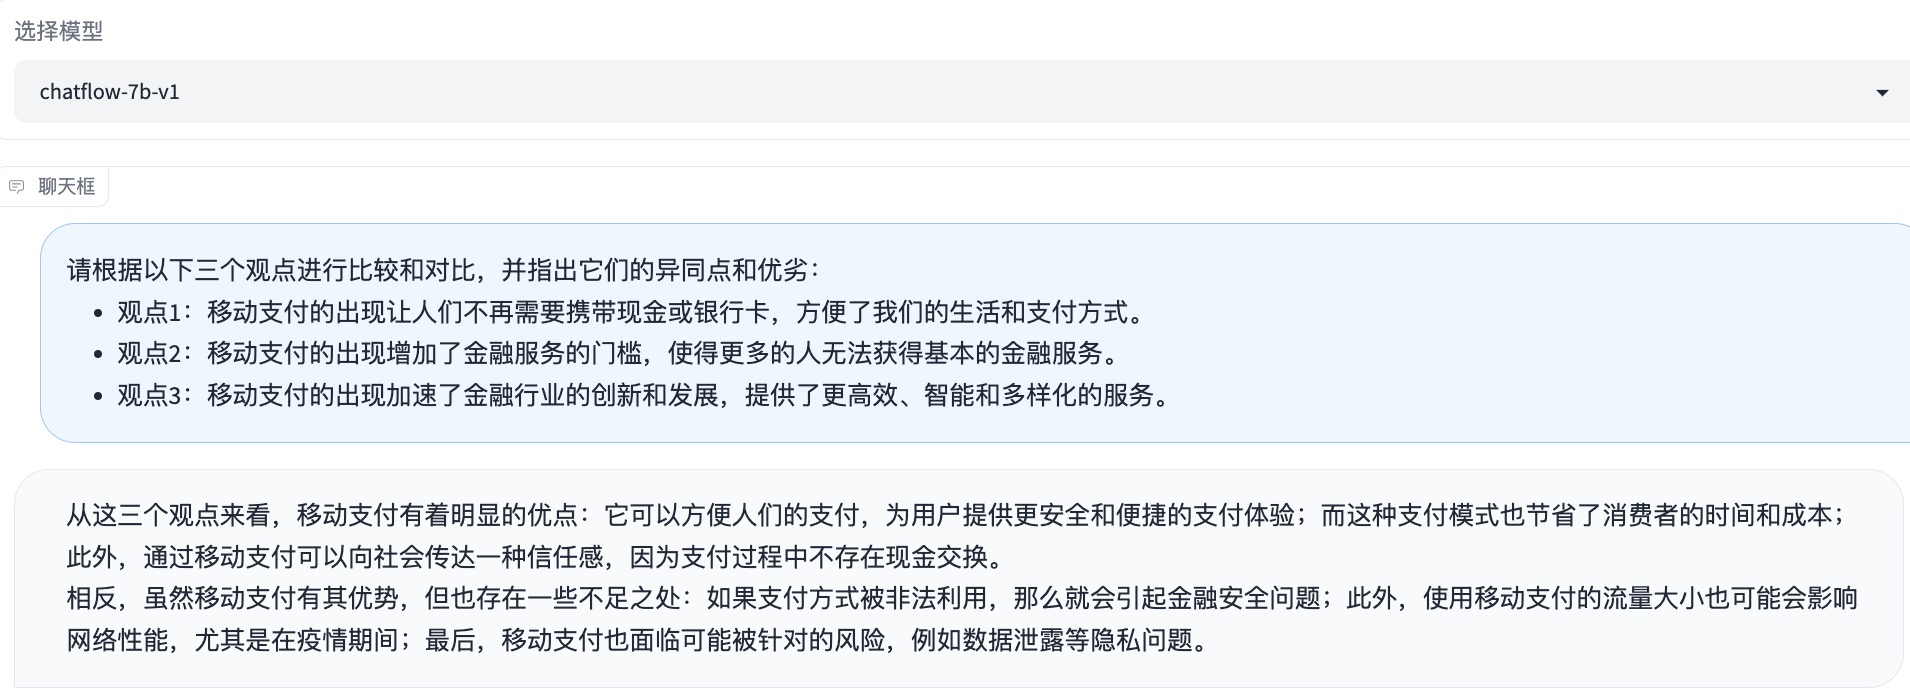 选择模型
chatflow-7b-v1
聊天框
请根据以下三个观点进行比较和对比，并指出它们的异同点和优劣：
• 观点1：移动支付的出现让人们不再需要携带现金或银行卡，方便了我们的生活和支付方式。
• 观点2：移动支付的出现增加了金融服务的门槛，使得更多的人无法获得基本的金融服务。
• 观点3：移动支付的出现加速了金融行业的创新和发展，提供了更高效、智能和多样化的服务。
从这三个观点来看，移动支付有着明显的优点：它可以方便人们的支付，为用户提供更安全和便捷的支付体验；而这种支付模式也节省了消费者的时间和成本；
此外，通过移动支付可以向社会传达一种信任感，因为支付过程中不存在现金交换。
相反，虽然移动支付有其优势，但也存在一些不足之处：如果支付方式被非法利用，那么就会引起金融安全问题；此外，使用移动支付的流量大小也可能会影响
网络性能，尤其是在疫情期间；最后，移动支付也面临可能被针对的风险，例如数据泄露等隐私问题。